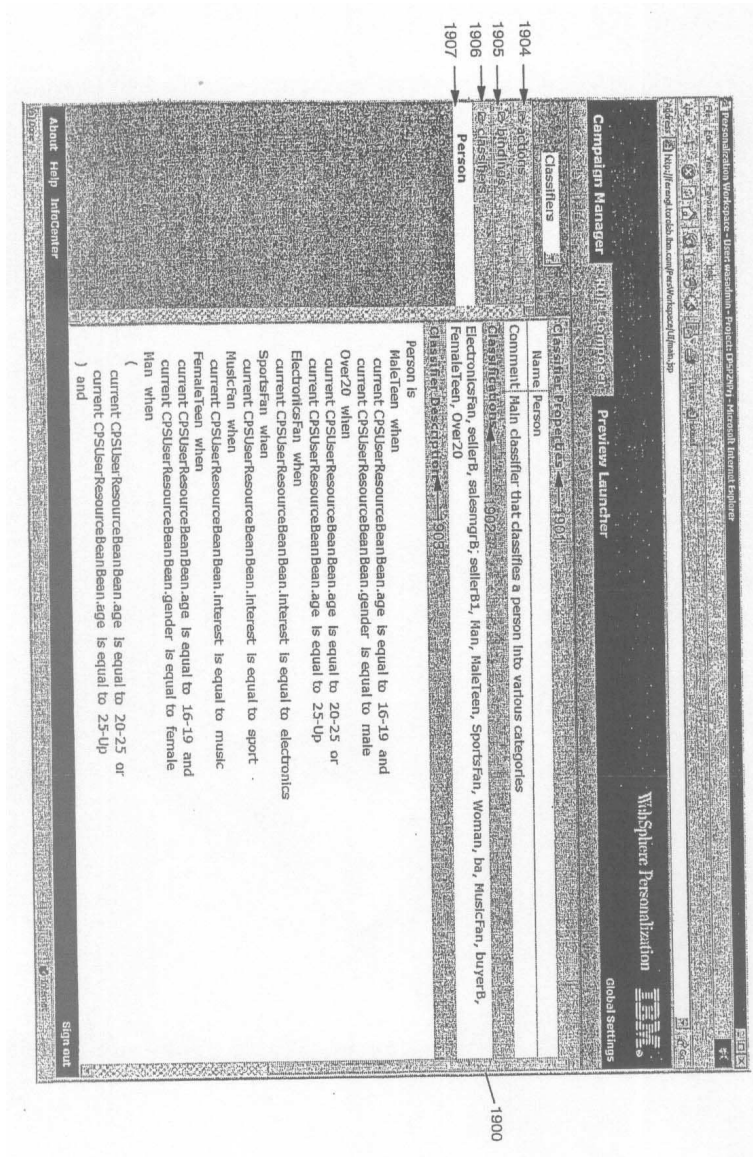 Personalization Workspace - User: wasadmin - Project: - Microsoft Internet Explorer
Address
WebSphere Personalization IBM
Campaign Manager Rule Composer Preview Launcher Global Settings
Classifiers
actions
bindings
classifiers
Person
1904
1905
1906
1907
Classifier Properties 1901
Name Person
Comment Main classifier that classifies a person into various categories
Classifications 1902
ElectronicsFan, sellerB, salesmgrB, sellerB1, Man, MaleTeen, SportsFan, Woman, ba, MusicFan, buyerB,
FemaleTeen, Over20
Classifier Description 1903
Person is
MaleTeen when
current CPSUserResourceBeanBean.age is equal to 16-19 and
current CPSUserResourceBeanBean.gender is equal to male
Over20 when
current CPSUserResourceBeanBean.age is equal to 20-25 or
current CPSUserResourceBeanBean.age is equal to 25-Up
ElectronicsFan when
current CPSUserResourceBeanBean.Interest is equal to electronics
SportsFan when
current CPSUserResourceBeanBean.Interest is equal to sport
MusicFan when
current CPSUserResourceBeanBean.Interest is equal to music
FemaleTeen when
current CPSUserResourceBeanBean.age is equal to 16-19 and
current CPSUserResourceBeanBean.gender is equal to female
Man when
(
current CPSUserResourceBeanBean.age is equal to 20-25 or
current CPSUserResourceBeanBean.age is equal to 25-Up
) and
1900
About Help InfoCenter Sign out